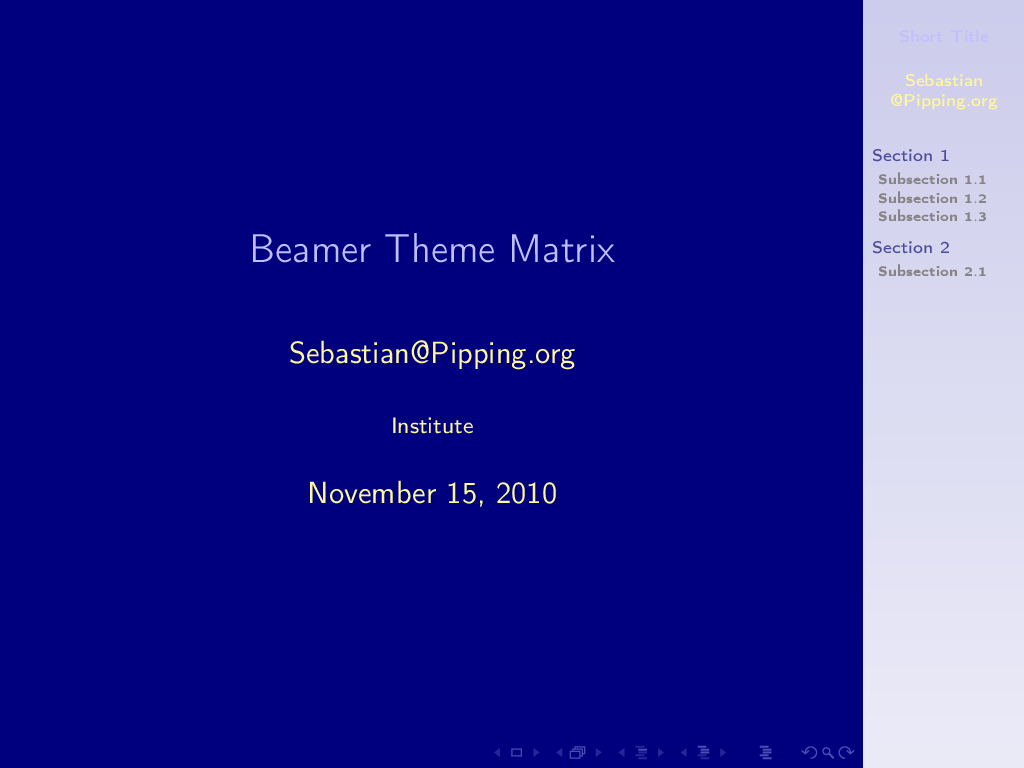 Beamer Theme Matrix
Sebastian@Pipping.org
Institute
November 15, 2010
Short Title
Sebastian
@Pipping.org
Section 1
Subsection 1.1
Subsection 1.2
Subsection 1.3
Section 2
Subsection 2.1